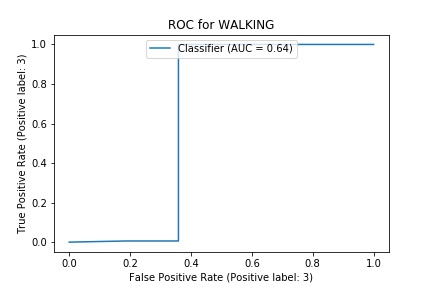 ROC for WALKING
Classifier (AUC = 0.64)
True Positive Rate (Positive label: 3)
1.0
0.8
0.6
0.4
0.2
0.0
0.0 0.2 0.4 0.6 0.8 1.0
False Positive Rate (Positive label: 3)